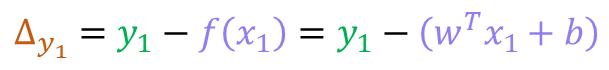 Δ_{y_1} = y_1 − f(x_1) = y_1 − (w^T x_1 + b)